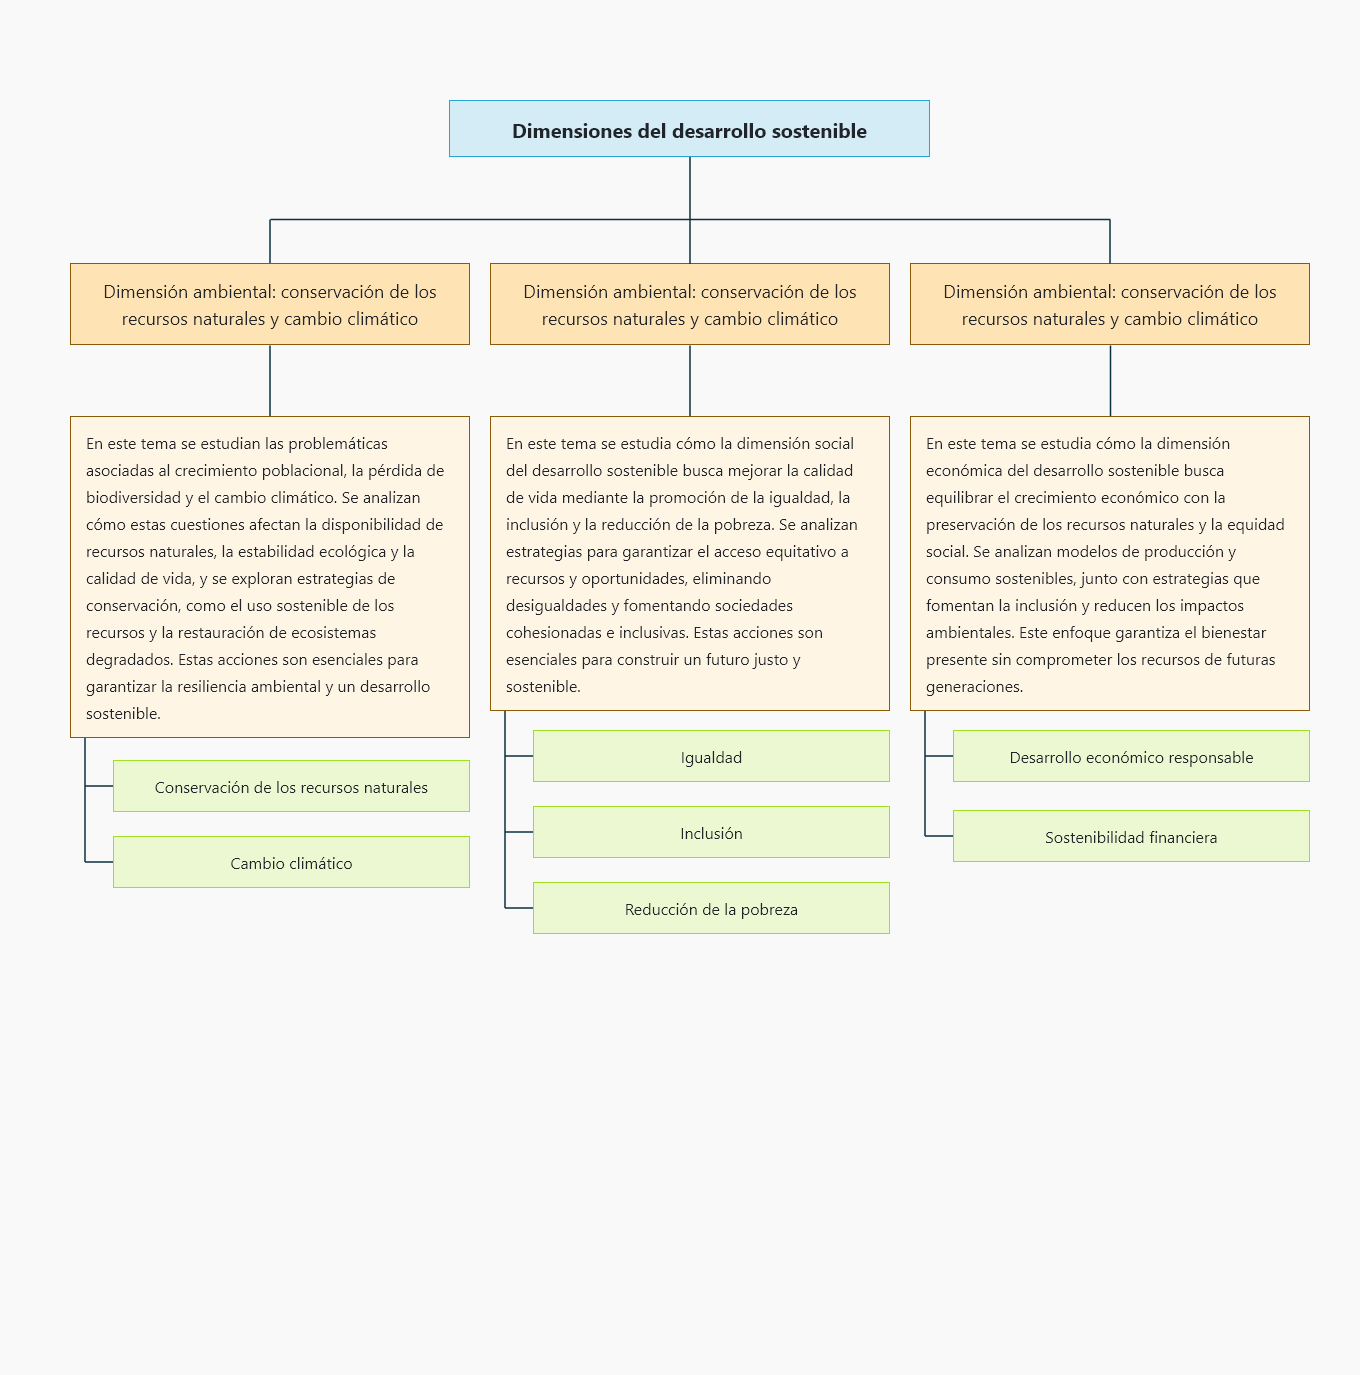 Dimensiones del desarrollo sostenible
Dimensión ambiental: conservación de los
recursos naturales y cambio climático
En este tema se estudian las problemáticas
asociadas al crecimiento poblacional, la pérdida de
biodiversidad y el cambio climático. Se analizan
cómo estas cuestiones afectan la disponibilidad de
recursos naturales, la estabilidad ecológica y la
calidad de vida, y se exploran estrategias de
conservación, como el uso sostenible de los
recursos y la restauración de ecosistemas
degradados. Estas acciones son esenciales para
garantizar la resiliencia ambiental y un desarrollo
sostenible.
Conservación de los recursos naturales
Cambio climático
Dimensión ambiental: conservación de los
recursos naturales y cambio climático
En este tema se estudia cómo la dimensión social
del desarrollo sostenible busca mejorar la calidad
de vida mediante la promoción de la igualdad, la
inclusión y la reducción de la pobreza. Se analizan
estrategias para garantizar el acceso equitativo a
recursos y oportunidades, eliminando
desigualdades y fomentando sociedades
cohesionadas e inclusivas. Estas acciones son
esenciales para construir un futuro justo y
sostenible.
Igualdad
Inclusión
Reducción de la pobreza
Dimensión ambiental: conservación de los
recursos naturales y cambio climático
En este tema se estudia cómo la dimensión
económica del desarrollo sostenible busca
equilibrar el crecimiento económico con la
preservación de los recursos naturales y la equidad
social. Se analizan modelos de producción y
consumo sostenibles, junto con estrategias que
fomentan la inclusión y reducen los impactos
ambientales. Este enfoque garantiza el bienestar
presente sin comprometer los recursos de futuras
generaciones.
Desarrollo económico responsable
Sostenibilidad financiera